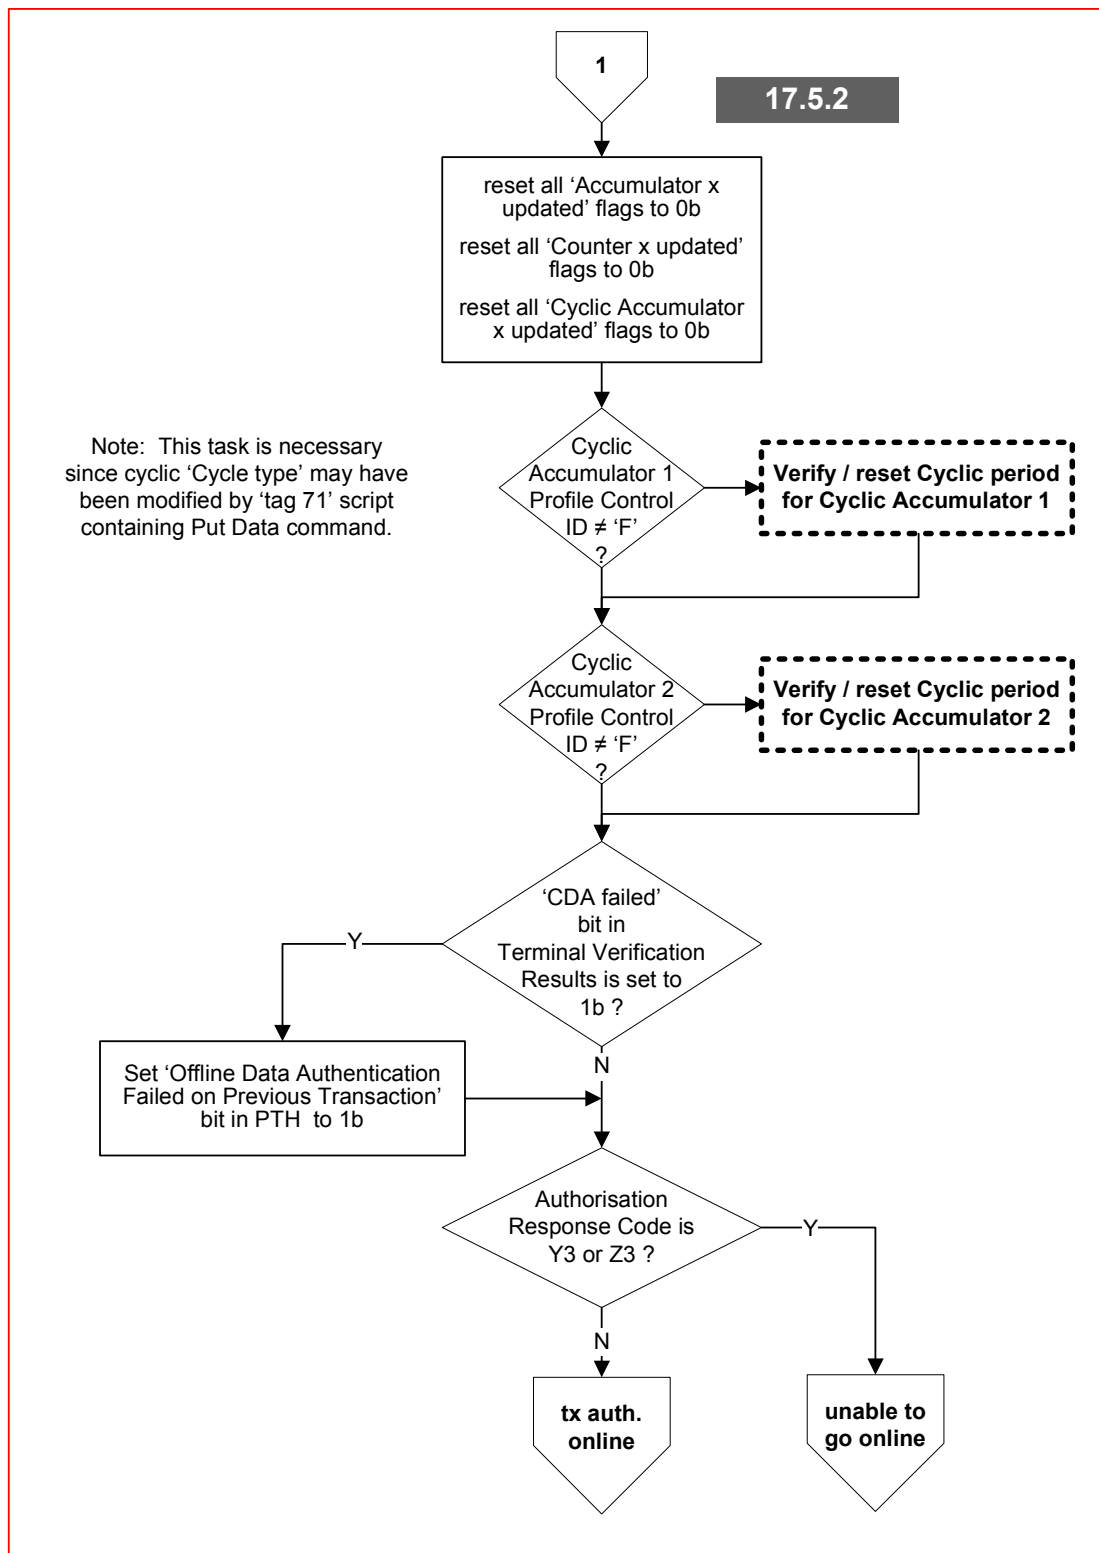 1
17.5.2
reset all ‘Accumulator x
updated’ flags to 0b
reset all ‘Counter x updated’
flags to 0b
reset all ‘Cyclic Accumulator
x updated’ flags to 0b
Note:  This task is necessary
since cyclic ‘Cycle type’ may have
been modified by ‘tag 71’ script
containing Put Data command.
Cyclic
Accumulator 1
Profile Control
ID ≠ ‘F’
?
Verify / reset Cyclic period
for Cyclic Accumulator 1
Cyclic
Accumulator 2
Profile Control
ID ≠ ‘F’
?
Verify / reset Cyclic period
for Cyclic Accumulator 2
‘CDA failed’
bit in
Terminal Verification
Results is set to
1b ?
Y
N
Set ‘Offline Data Authentication
Failed on Previous Transaction’
bit in PTH  to 1b
Authorisation
Response Code is
Y3 or Z3 ?
Y
N
tx auth.
online
unable to
go online